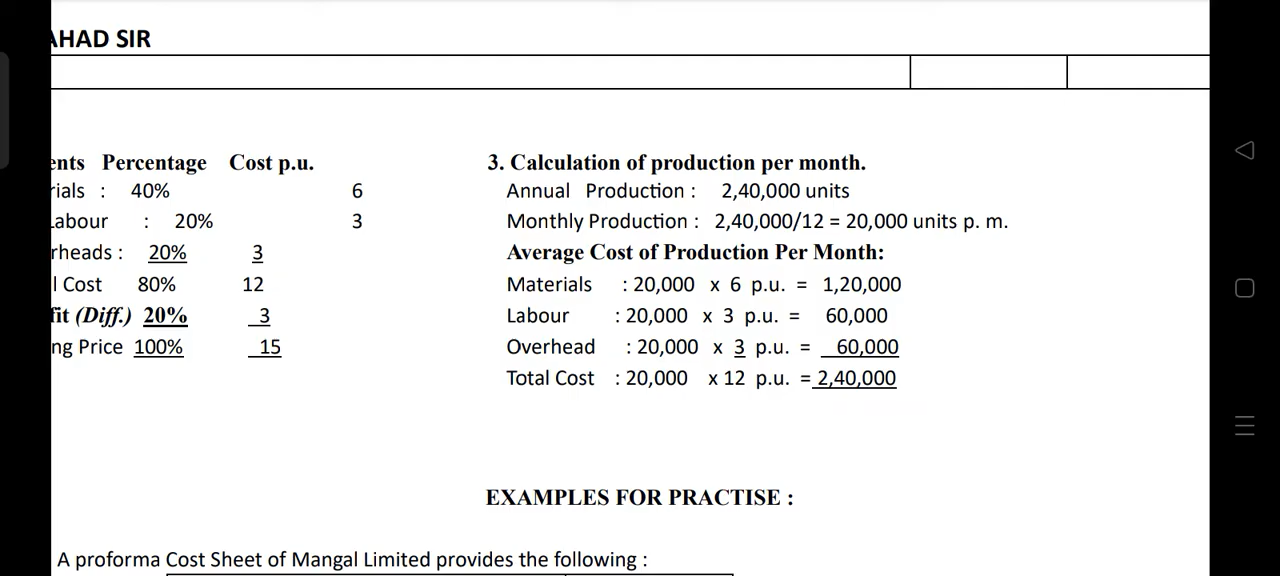 AHAD SIR
ents Percentage Cost p.u.
rials : 40% 6
Labour : 20% 3
rheads : 20% 3
l Cost 80% 12
fit (Diff.) 20% 3
ng Price 100% 15
3. Calculation of production per month.
Annual Production : 2,40,000 units
Monthly Production : 2,40,000/12 = 20,000 units p. m.
Average Cost of Production Per Month:
Materials : 20,000 x 6 p.u. = 1,20,000
Labour : 20,000 x 3 p.u. = 60,000
Overhead : 20,000 x 3 p.u. = 60,000
Total Cost : 20,000 x 12 p.u. = 2,40,000
EXAMPLES FOR PRACTISE :
A proforma Cost Sheet of Mangal Limited provides the following :